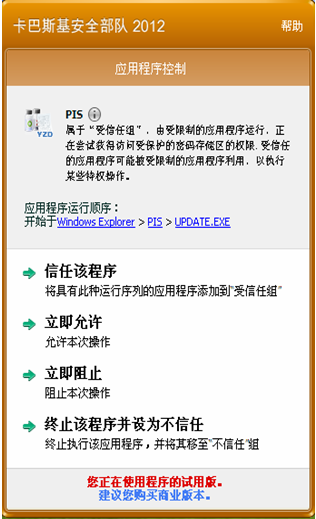 卡巴斯基安全部队 2012 帮助
应用程序控制
PIS
属于“受信任组”，由受限制的应用程序运行，正
在尝试获得访问受保护的密码存储区的权限.受信任
的应用程序可能被受限制的应用程序利用，以执行
某些特权操作。
YZD
应用程序运行顺序：
开始于Windows Explorer > PIS > UPDATE.EXE
信任该程序
将具有此种运行序列的应用程序添加到“受信任组”
立即允许
允许本次操作
立即阻止
阻止本次操作
终止该程序并设为不信任
终止执行该应用程序，并将其移至“不信任”组
您正在使用程序的试用版。
建议您购买商业版本。